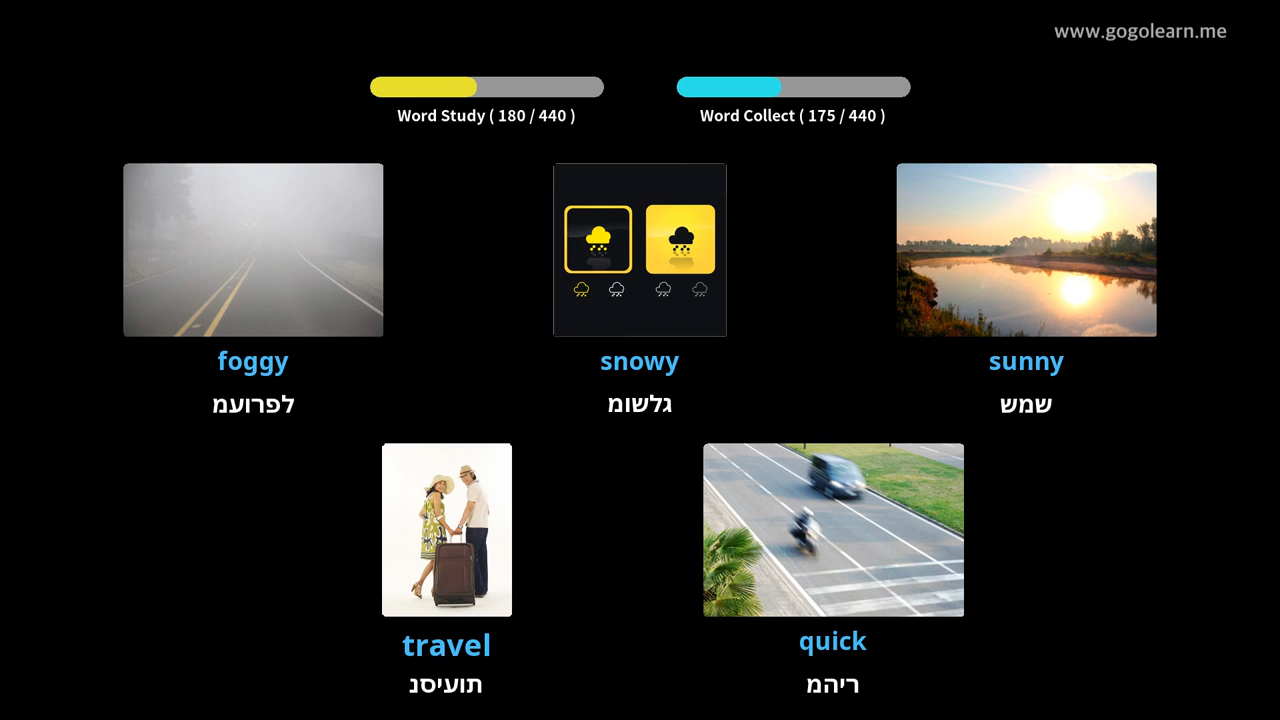 www.gogolearn.me
Word Study ( 180 / 440 )
Word Collect ( 175 / 440 )
foggy
לפרועמ
snowy
גלשומ
sunny
שמש
travel
תועיסנ
quick
ריהמ